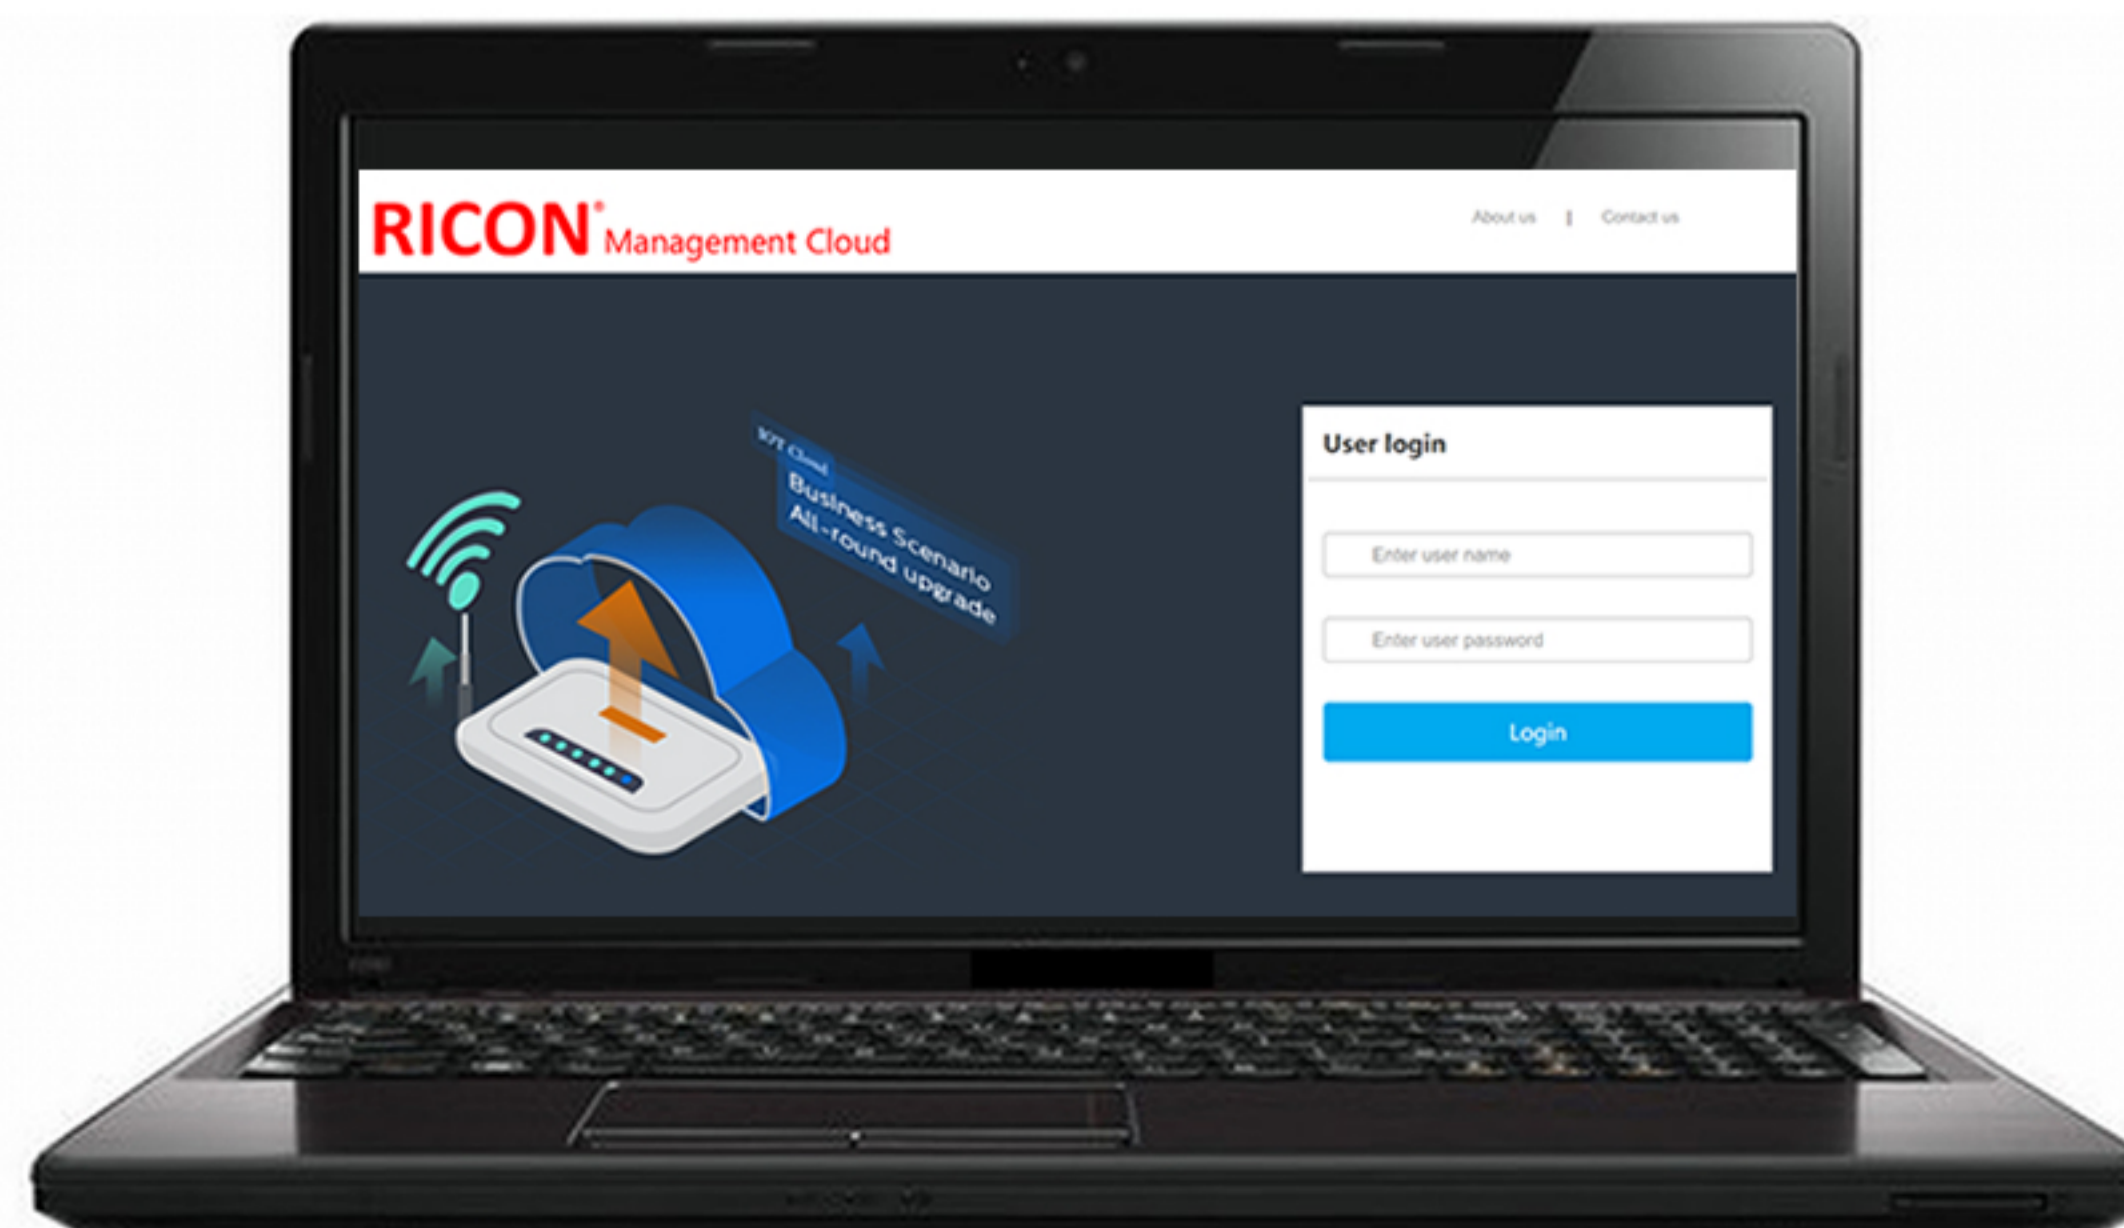 RICON® Management Cloud
About us | Contact us
IOT Cloud
Business Scenario
All-round upgrade
User login
Enter user name
Enter user password
Login